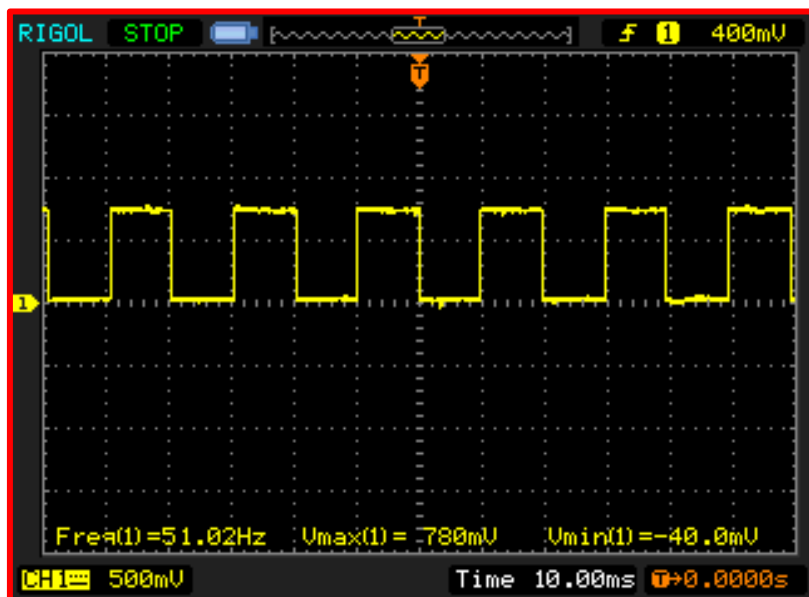 RIGOL STOP T 1 400mV
T
1
Freq(1)=51.02Hz Vmax(1)= 780mV Vmin(1)=-40.0mV
CH1 500mV Time 10.00ms T→0.0000s